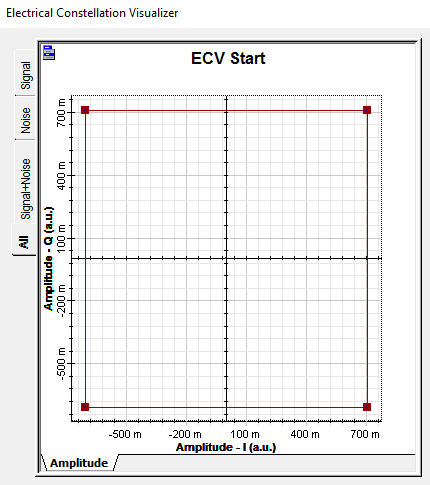 Electrical Constellation Visualizer
ECV Start
Signal
Noise
Signal+Noise
All
Amplitude - Q (a.u.)
700 m
400 m
100 m
-200 m
-500 m
-500 m -200 m 100 m 400 m 700 m
Amplitude - I (a.u.)
Amplitude